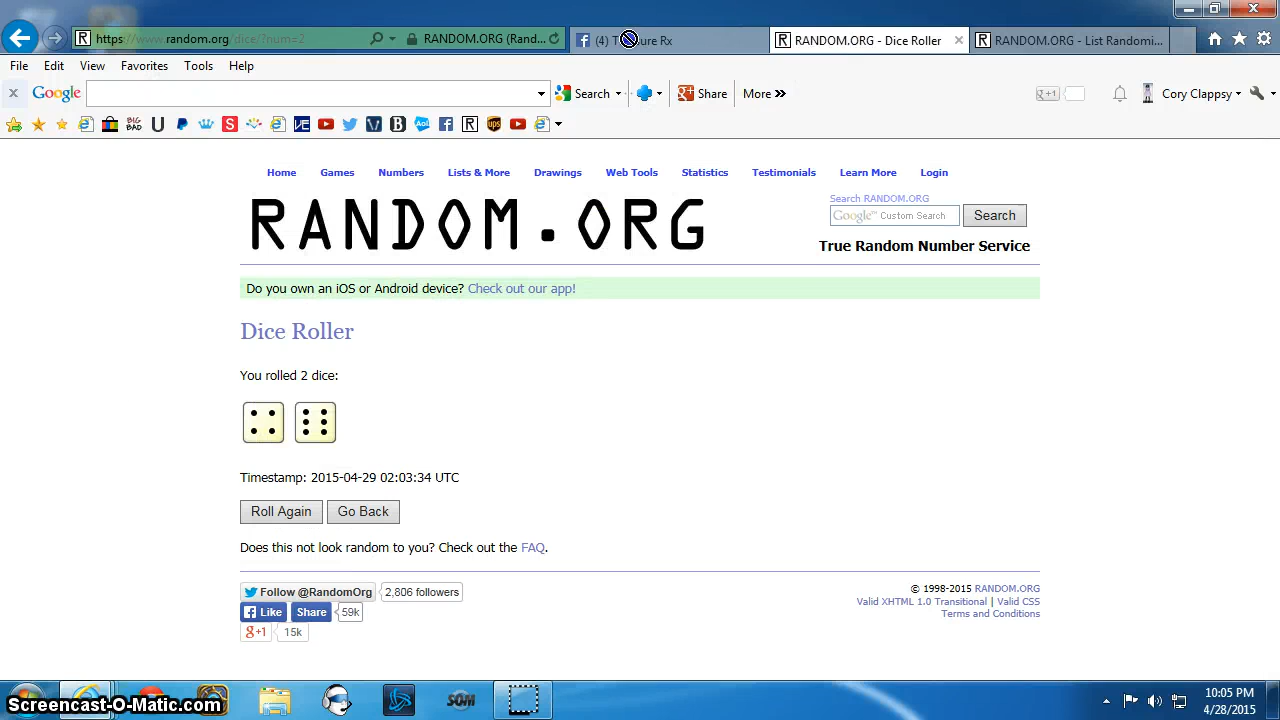 https://www.random.org/dice/?num=2
RANDOM.ORG (Rand...
RANDOM.ORG - Dice Roller
RANDOM.ORG - List Randomi...
File Edit View Favorites Tools Help
Google Search Share More »
Cory Clappsy
Home Games Numbers Lists & More Drawings Web Tools Statistics Testimonials Learn More Login
RANDOM.ORG
Search RANDOM.ORG
Google™ Custom Search Search
True Random Number Service
Do you own an iOS or Android device? Check out our app!
Dice Roller
You rolled 2 dice:
Timestamp: 2015-04-29 02:03:34 UTC
Roll Again Go Back
Does this not look random to you? Check out the FAQ.
Follow @RandomOrg 2,806 followers
Like Share 59k
g+1 15k
© 1998-2015 RANDOM.ORG
Valid XHTML 1.0 Transitional | Valid CSS
Terms and Conditions
Screencast-O-Matic.com
SOM
10:05 PM
4/28/2015